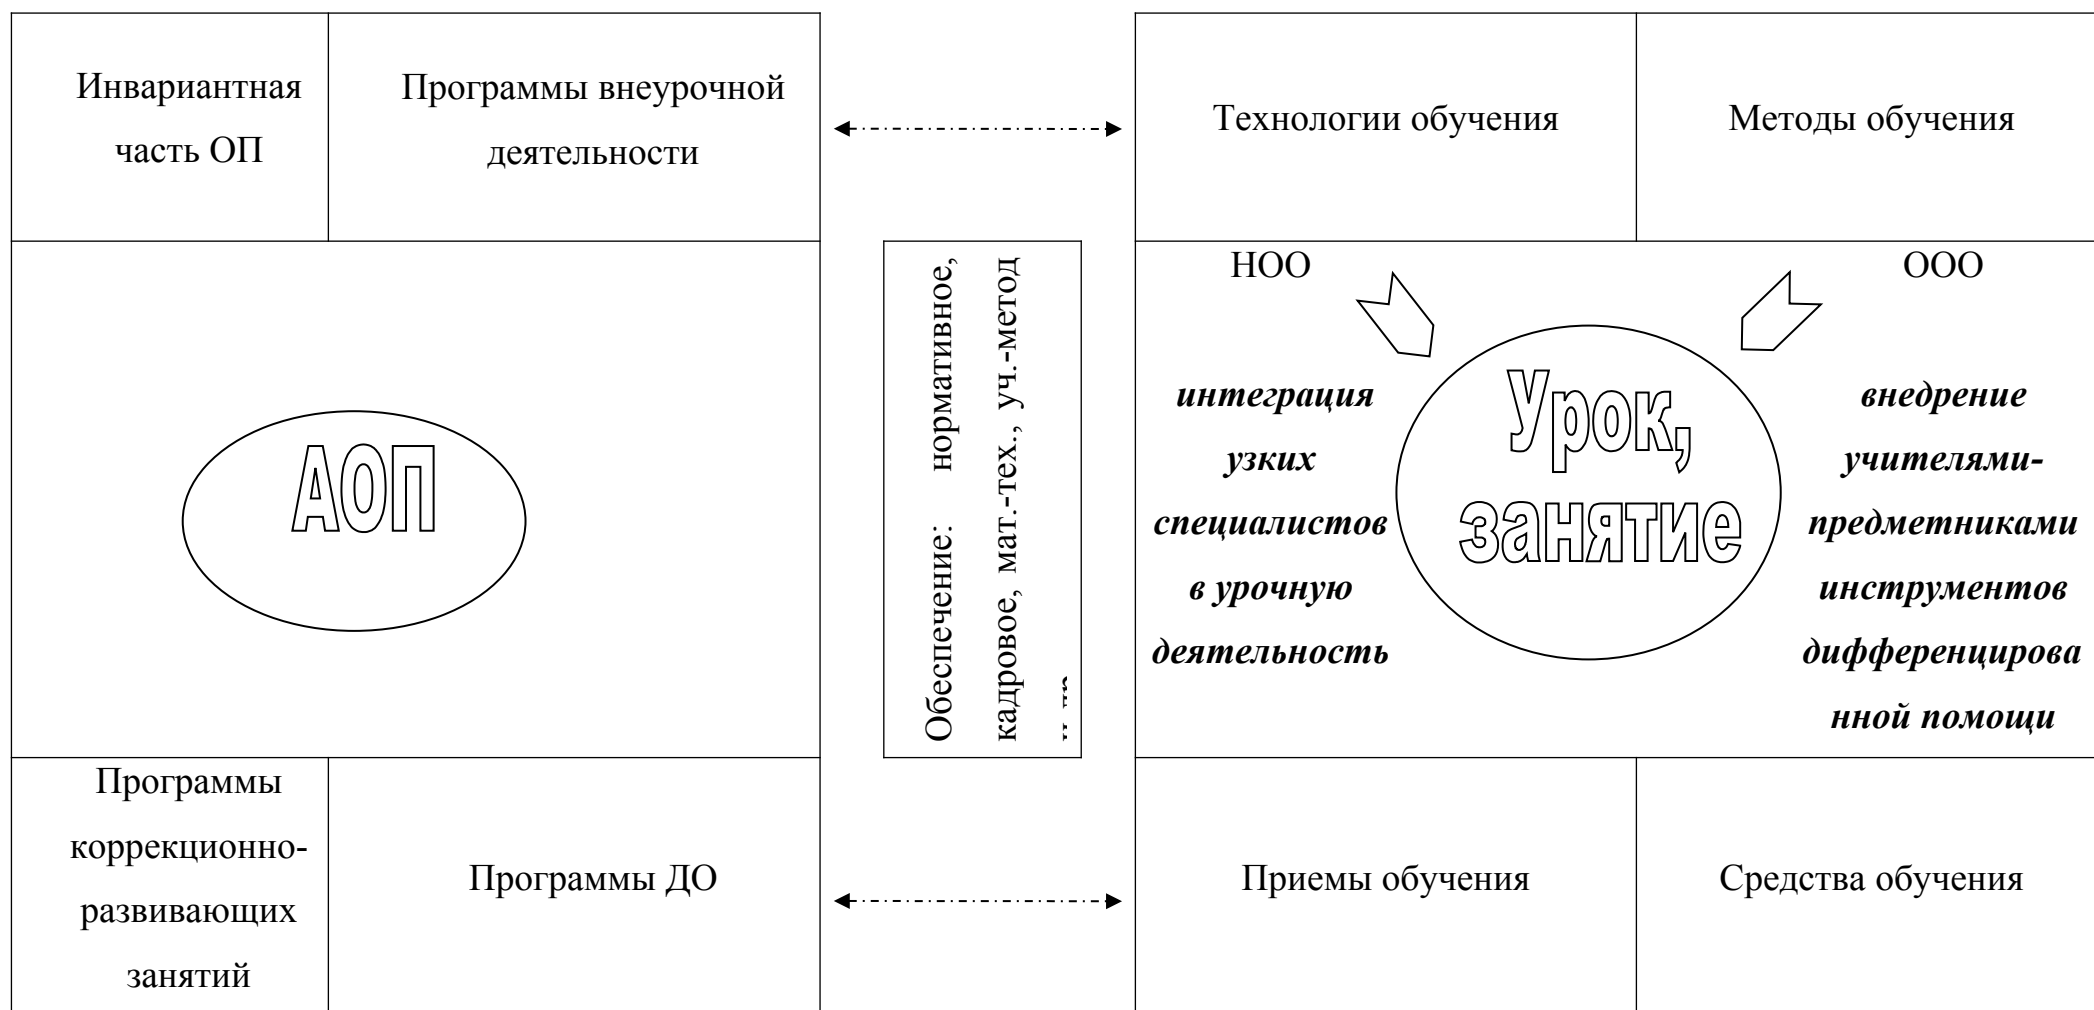 Инвариантная
часть ОП
Программы внеурочной
деятельности
Технологии обучения
Методы обучения
АОП
Обеспечение: нормативное,
кадровое, мат.-тех., уч.-метод
НОО
ООО
интеграция
узких
специалистов
в урочную
деятельность
Урок,
занятие
внедрение
учителями-
предметниками
инструментов
дифференцирова
нной помощи
Программы
коррекционно-
развивающих
занятий
Программы ДО
Приемы обучения
Средства обучения